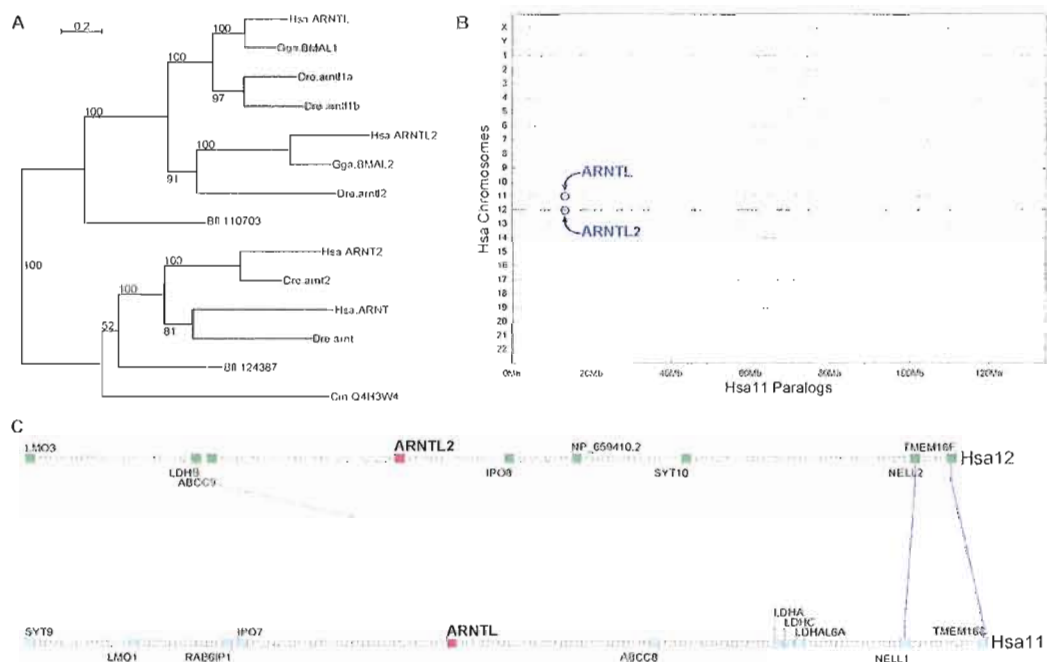 A
0.2
100
Hsa ARNTL
Gga.BMAL1
100
97
Dre.arntl1a
Dre.arntl1b
100
100
Hsa ARNTL2
Gga.BMAL2
91
Dre.arntl2
Bfl 110703
100
100
Hsa ARNT2
Dre.arnt2
100
81
Hsa.ARNT
Dre.arnt
52
Bfl 124387
Cin Q4H3W4
B
Hsa Chromosomes
X
Y
1
2
3
4
5
6
7
8
9
10
11
12
13
14
15
16
17
18
19
20
21
22
ARNTL
ARNTL2
0Mb
20Mb
40Mb
60Mb
80Mb
100Mb
120Mb
Hsa11 Paralogs
C
LMO3
LDHB
ABCC9
ARNTL2
IPO8
NP_659410.2
SYT10
NELL2
TMEM16F
Hsa12
SYT9
LMO1
RAB6IP1
IPO7
ARNTL
ABCC8
LDHA
LDHC
LDHAL6A
NELL1
Hsa11